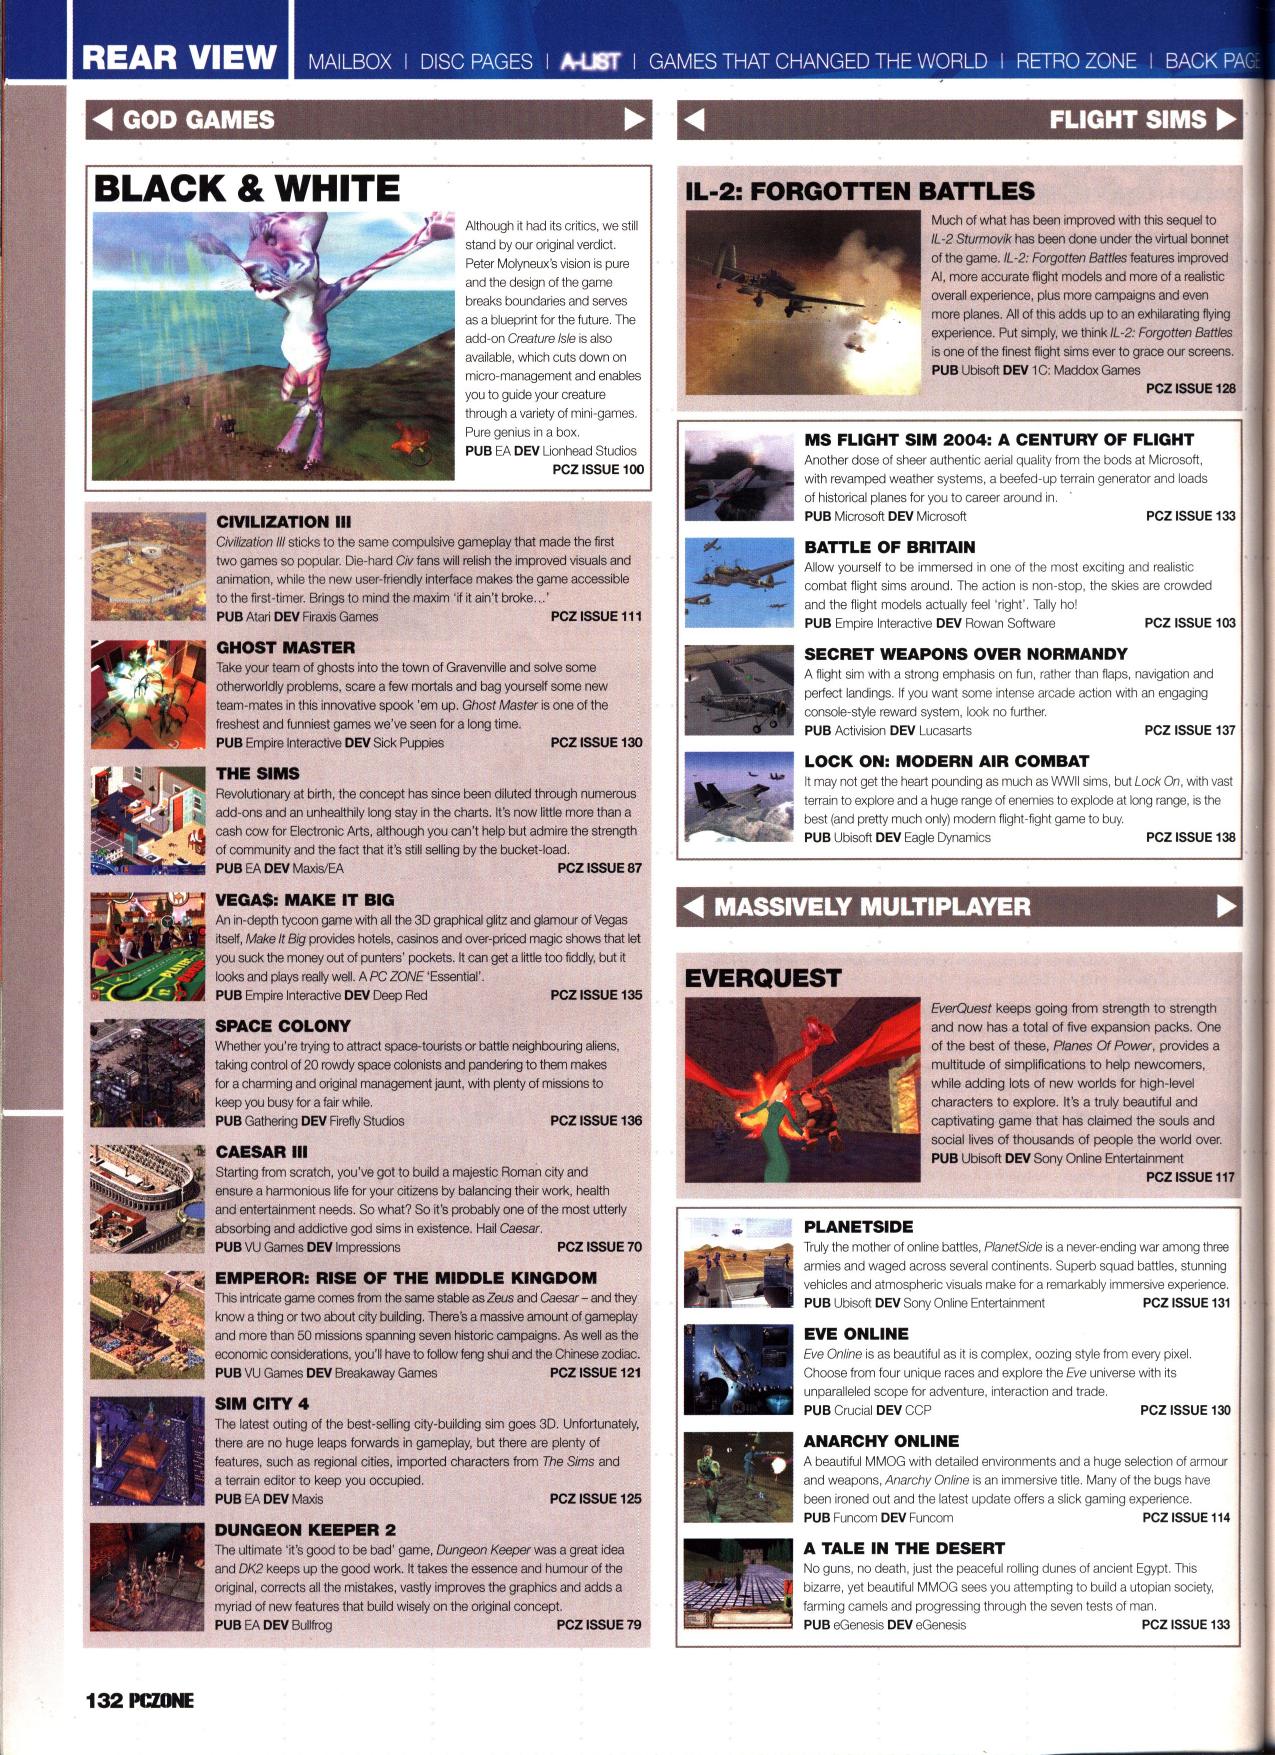 REAR VIEW
MAILBOX | DISC PAGES | A-LIST | GAMES THAT CHANGED THE WORLD | RETRO ZONE | BACK PAGE
GOD GAMES
BLACK & WHITE
Although it had its critics, we still
stand by our original verdict.
Peter Molyneux's vision is pure
and the design of the game
breaks boundaries and serves
as a blueprint for the future. The
add-on Creature Isle is also
available, which cuts down on
micro-management and enables
you to guide your creature
through a variety of mini-games.
Pure genius in a box.
PUB EA DEV Lionhead Studios
PCZ ISSUE 100
CIVILIZATION III
Civilization III sticks to the same compulsive gameplay that made the first
two games so popular. Die-hard Civ fans will relish the improved visuals and
animation, while the new user-friendly interface makes the game accessible
to the first-timer. Brings to mind the maxim 'if it ain't broke...'
PUB Atari DEV Firaxis Games PCZ ISSUE 111
GHOST MASTER
Take your team of ghosts into the town of Gravenville and solve some
otherworldly problems, scare a few mortals and bag yourself some new
team-mates in this innovative spook 'em up. Ghost Master is one of the
freshest and funniest games we've seen for a long time.
PUB Empire Interactive DEV Sick Puppies PCZ ISSUE 130
THE SIMS
Revolutionary at birth, the concept has since been diluted through numerous
add-ons and an unhealthily long stay in the charts. It's now little more than a
cash cow for Electronic Arts, although you can't help but admire the strength
of community and the fact that it's still selling by the bucket-load.
PUB EA DEV Maxis/EA PCZ ISSUE 87
VEGA$: MAKE IT BIG
An in-depth tycoon game with all the 3D graphical glitz and glamour of Vegas
itself, Make It Big provides hotels, casinos and over-priced magic shows that let
you suck the money out of punters' pockets. It can get a little too fiddly, but it
looks and plays really well. A PC ZONE 'Essential'.
PUB Empire Interactive DEV Deep Red PCZ ISSUE 135
SPACE COLONY
Whether you're trying to attract space-tourists or battle neighbouring aliens,
taking control of 20 rowdy space colonists and pandering to them makes
for a charming and original management jaunt, with plenty of missions to
keep you busy for a fair while.
PUB Gathering DEV Firefly Studios PCZ ISSUE 136
CAESAR III
Starting from scratch, you've got to build a majestic Roman city and
ensure a harmonious life for your citizens by balancing their work, health
and entertainment needs. So what? So it's probably one of the most utterly
absorbing and addictive god sims in existence. Hail Caesar.
PUB VU Games DEV Impressions PCZ ISSUE 70
EMPEROR: RISE OF THE MIDDLE KINGDOM
This intricate game comes from the same stable as Zeus and Caesar – and they
know a thing or two about city building. There's a massive amount of gameplay
and more than 50 missions spanning seven historic campaigns. As well as the
economic considerations, you'll have to follow feng shui and the Chinese zodiac.
PUB VU Games DEV Breakaway Games PCZ ISSUE 121
SIM CITY 4
The latest outing of the best-selling city-building sim goes 3D. Unfortunately,
there are no huge leaps forwards in gameplay, but there are plenty of
features, such as regional cities, imported characters from The Sims and
a terrain editor to keep you occupied.
PUB EA DEV Maxis PCZ ISSUE 125
DUNGEON KEEPER 2
The ultimate 'it's good to be bad' game, Dungeon Keeper was a great idea
and DK2 keeps up the good work. It takes the essence and humour of the
original, corrects all the mistakes, vastly improves the graphics and adds a
myriad of new features that build wisely on the original concept.
PUB EA DEV Bullfrog PCZ ISSUE 79
FLIGHT SIMS
IL-2: FORGOTTEN BATTLES
Much of what has been improved with this sequel to
IL-2 Sturmovik has been done under the virtual bonnet
of the game. IL-2: Forgotten Battles features improved
AI, more accurate flight models and more of a realistic
overall experience, plus more campaigns and even
more planes. All of this adds up to an exhilarating flying
experience. Put simply, we think IL-2: Forgotten Battles
is one of the finest flight sims ever to grace our screens.
PUB Ubisoft DEV 1C: Maddox Games
PCZ ISSUE 128
MS FLIGHT SIM 2004: A CENTURY OF FLIGHT
Another dose of sheer authentic aerial quality from the bods at Microsoft,
with revamped weather systems, a beefed-up terrain generator and loads
of historical planes for you to career around in.
PUB Microsoft DEV Microsoft PCZ ISSUE 133
BATTLE OF BRITAIN
Allow yourself to be immersed in one of the most exciting and realistic
combat flight sims around. The action is non-stop, the skies are crowded
and the flight models actually feel 'right'. Tally ho!
PUB Empire Interactive DEV Rowan Software PCZ ISSUE 103
SECRET WEAPONS OVER NORMANDY
A flight sim with a strong emphasis on fun, rather than flaps, navigation and
perfect landings. If you want some intense arcade action with an engaging
console-style reward system, look no further.
PUB Activision DEV Lucasarts PCZ ISSUE 137
LOCK ON: MODERN AIR COMBAT
It may not get the heart pounding as much as WWII sims, but Lock On, with vast
terrain to explore and a huge range of enemies to explode at long range, is the
best (and pretty much only) modern flight-fight game to buy.
PUB Ubisoft DEV Eagle Dynamics PCZ ISSUE 138
MASSIVELY MULTIPLAYER
EVERQUEST
EverQuest keeps going from strength to strength
and now has a total of five expansion packs. One
of the best of these, Planes Of Power, provides a
multitude of simplifications to help newcomers,
while adding lots of new worlds for high-level
characters to explore. It's a truly beautiful and
captivating game that has claimed the souls and
social lives of thousands of people the world over.
PUB Ubisoft DEV Sony Online Entertainment
PCZ ISSUE 117
PLANETSIDE
Truly the mother of online battles, PlanetSide is a never-ending war among three
armies and waged across several continents. Superb squad battles, stunning
vehicles and atmospheric visuals make for a remarkably immersive experience.
PUB Ubisoft DEV Sony Online Entertainment PCZ ISSUE 131
EVE ONLINE
Eve Online is as beautiful as it is complex, oozing style from every pixel.
Choose from four unique races and explore the Eve universe with its
unparalleled scope for adventure, interaction and trade.
PUB Crucial DEV CCP PCZ ISSUE 130
ANARCHY ONLINE
A beautiful MMOG with detailed environments and a huge selection of armour
and weapons, Anarchy Online is an immersive title. Many of the bugs have
been ironed out and the latest update offers a slick gaming experience.
PUB Funcom DEV Funcom PCZ ISSUE 114
A TALE IN THE DESERT
No guns, no death, just the peaceful rolling dunes of ancient Egypt. This
bizarre, yet beautiful MMOG sees you attempting to build a utopian society,
farming camels and progressing through the seven tests of man.
PUB eGenesis DEV eGenesis PCZ ISSUE 133
132 PCZONE